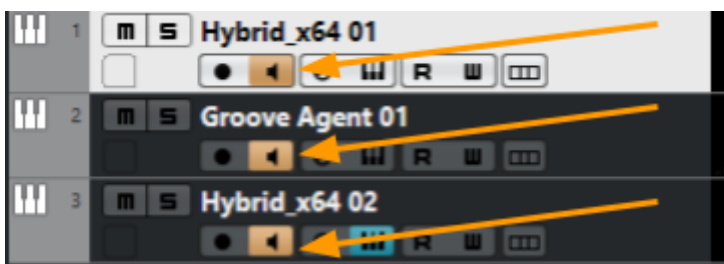 1 m s Hybrid_x64 01
R W
2 m s Groove Agent 01
R W
3 m s Hybrid_x64 02
R W